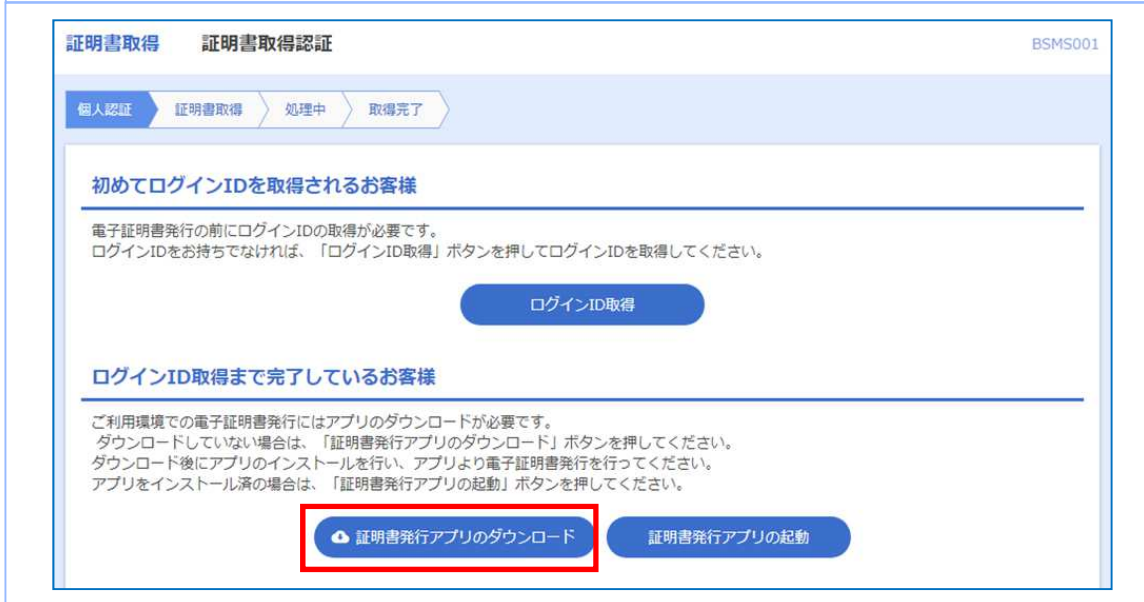 証明書取得 証明書取得認証 BSMS001
個人認証 証明書取得 処理中 取得完了
初めてログインIDを取得されるお客様
電子証明書発行の前にログインIDの取得が必要です。
ログインIDをお持ちでなければ、「ログインID取得」ボタンを押してログインIDを取得してください。
ログインID取得
ログインID取得まで完了しているお客様
ご利用環境での電子証明書発行にはアプリのダウンロードが必要です。
ダウンロードしていない場合は、「証明書発行アプリのダウンロード」ボタンを押してください。
ダウンロード後にアプリのインストールを行い、アプリより電子証明書発行を行ってください。
アプリをインストール済の場合は、「証明書発行アプリの起動」ボタンを押してください。
証明書発行アプリのダウンロード 証明書発行アプリの起動